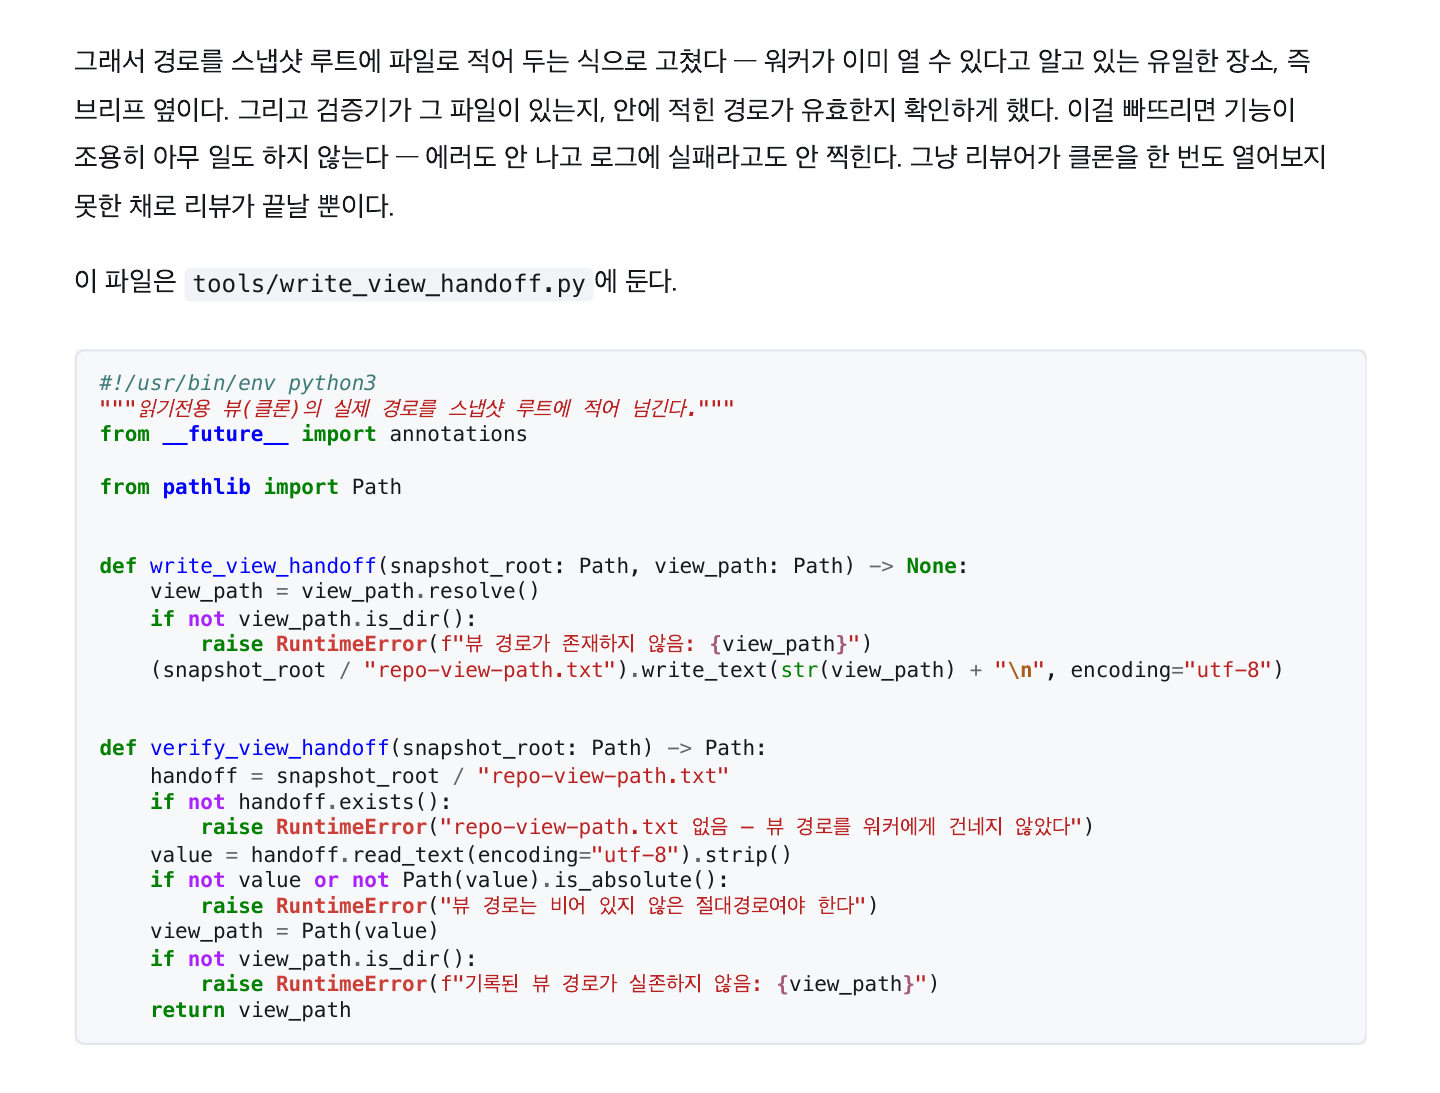 그래서 경로를 스냅샷 루트에 파일로 적어 두는 식으로 고쳤다 — 워커가 이미 열 수 있다고 알고 있는 유일한 장소, 즉
브리프 옆이다. 그리고 검증기가 그 파일이 있는지, 안에 적힌 경로가 유효한지 확인하게 했다. 이걸 빠뜨리면 기능이
조용히 아무 일도 하지 않는다 — 에러도 안 나고 로그에 실패라고도 안 찍힌다. 그냥 리뷰어가 클론을 한 번도 열어보지
못한 채로 리뷰가 끝날 뿐이다.
이 파일은 tools/write_view_handoff.py에 둔다.
#!/usr/bin/env python3
"""읽기전용 뷰(클론)의 실제 경로를 스냅샷 루트에 적어 넘긴다."""
from __future__ import annotations
from pathlib import Path
def write_view_handoff(snapshot_root: Path, view_path: Path) -> None:
    view_path = view_path.resolve()
    if not view_path.is_dir():
        raise RuntimeError(f"뷰 경로가 존재하지 않음: {view_path}")
    (snapshot_root / "repo-view-path.txt").write_text(str(view_path) + "\n", encoding="utf-8")
def verify_view_handoff(snapshot_root: Path) -> Path:
    handoff = snapshot_root / "repo-view-path.txt"
    if not handoff.exists():
        raise RuntimeError("repo-view-path.txt 없음 — 뷰 경로를 워커에게 건네지 않았다")
    value = handoff.read_text(encoding="utf-8").strip()
    if not value or not Path(value).is_absolute():
        raise RuntimeError("뷰 경로는 비어 있지 않은 절대경로여야 한다")
    view_path = Path(value)
    if not view_path.is_dir():
        raise RuntimeError(f"기록된 뷰 경로가 실존하지 않음: {view_path}")
    return view_path